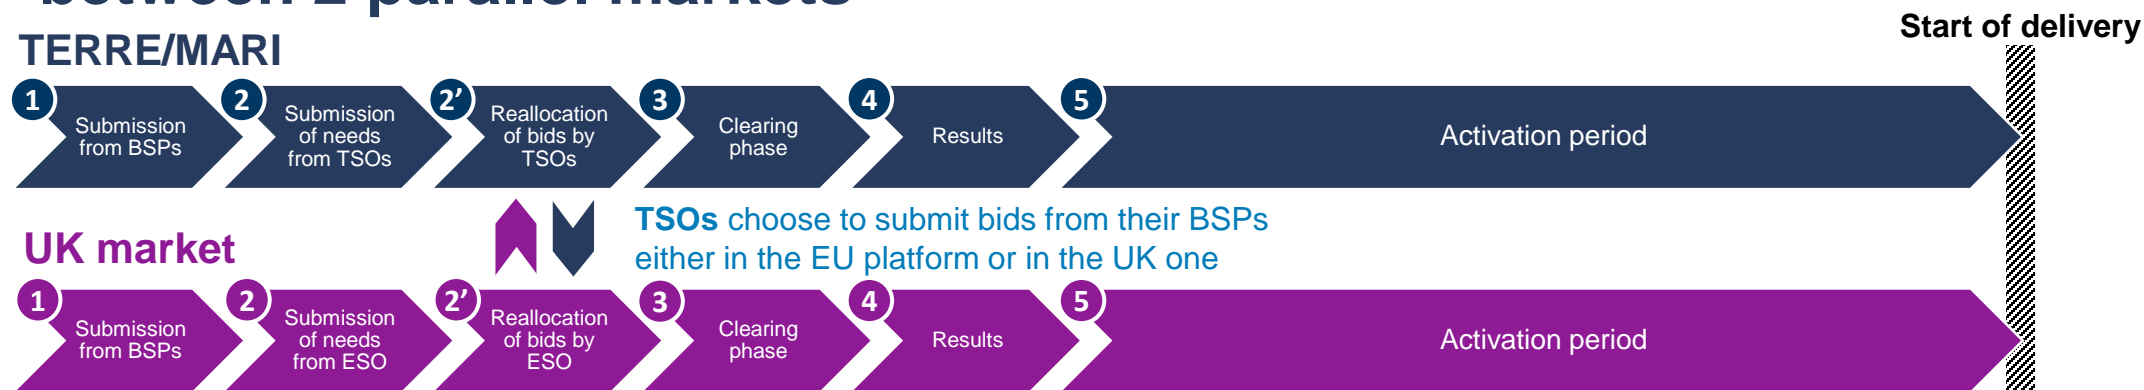 between 2 parallel markets
Start of delivery
TERRE/MARI
1
Submission
from BSPs
2
Submission
of needs
from TSOs
2’
Reallocation
of bids by
TSOs
3
Clearing
phase
4
Results
5
Activation period
TSOs choose to submit bids from their BSPs
either in the EU platform or in the UK one
UK market
1
Submission
from BSPs
2
Submission
of needs
from ESO
2’
Reallocation
of bids by
ESO
3
Clearing
phase
4
Results
5
Activation period